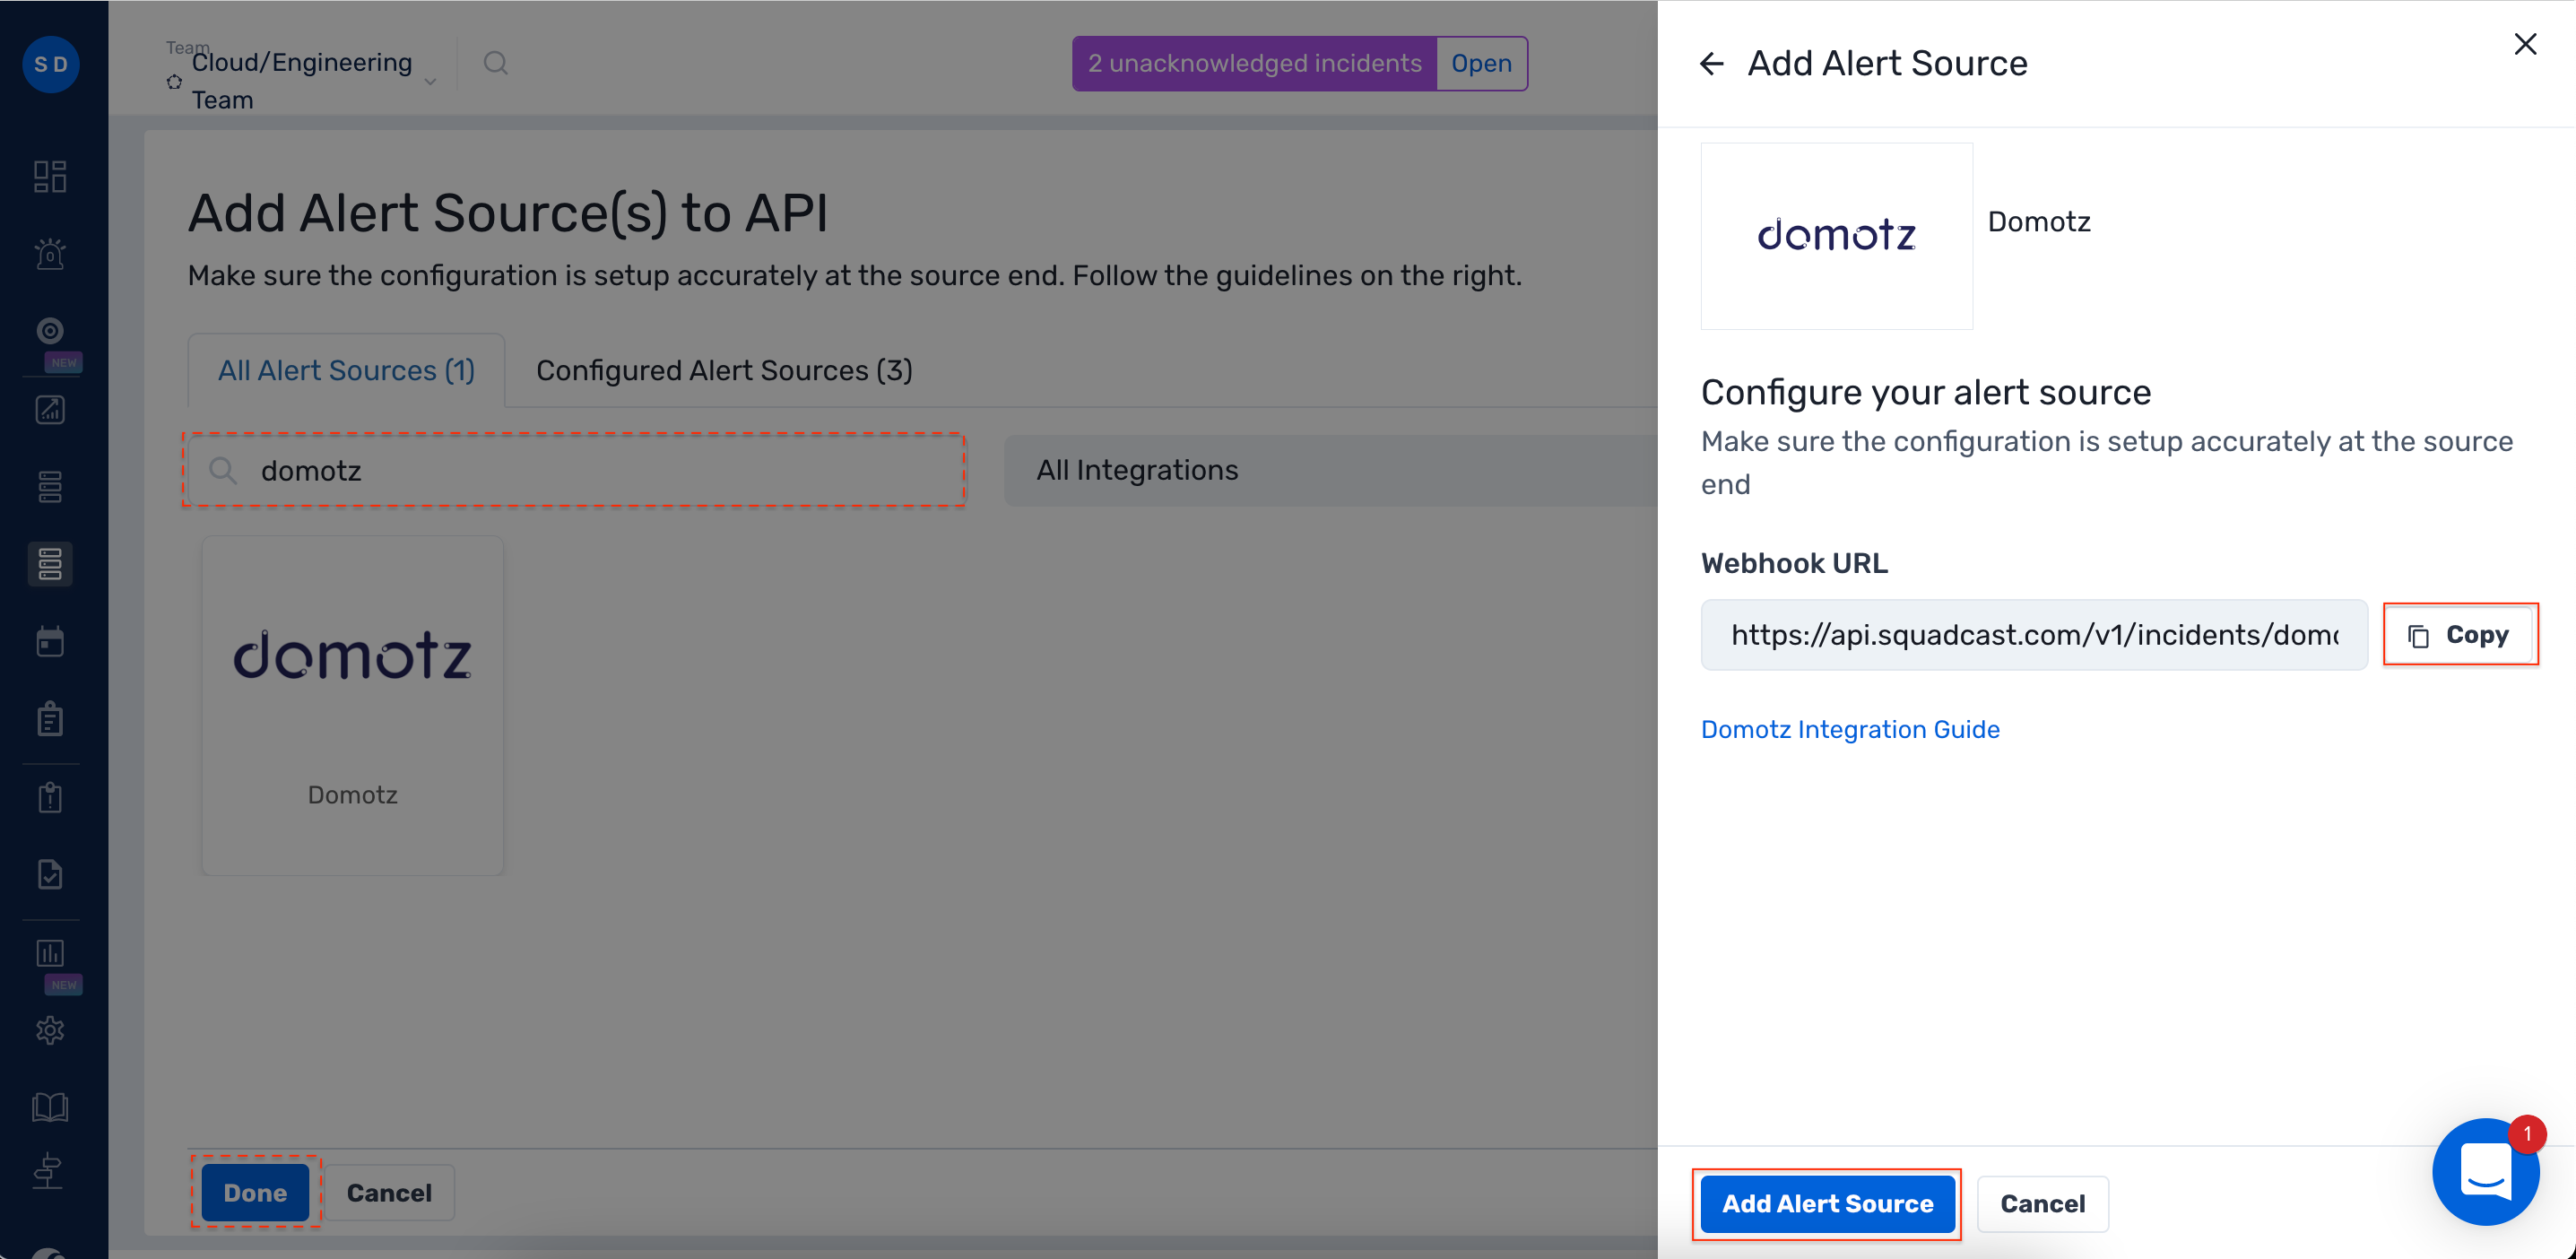 S D
Team
Cloud/Engineering
Team
2 unacknowledged incidents
Open
0
NEW
NEW
Add Alert Source(s) to API
Make sure the configuration is setup accurately at the source end. Follow the guidelines on the right.
All Alert Sources (1)
Configured Alert Sources (3)
domotz
All Integrations
domotz
Domotz
Done
Cancel
Add Alert Source
domotz
Domotz
Configure your alert source
Make sure the configuration is setup accurately at the source
end
Webhook URL
https://api.squadcast.com/v1/incidents/domo
Copy
Domotz Integration Guide
1
Add Alert Source
Cancel